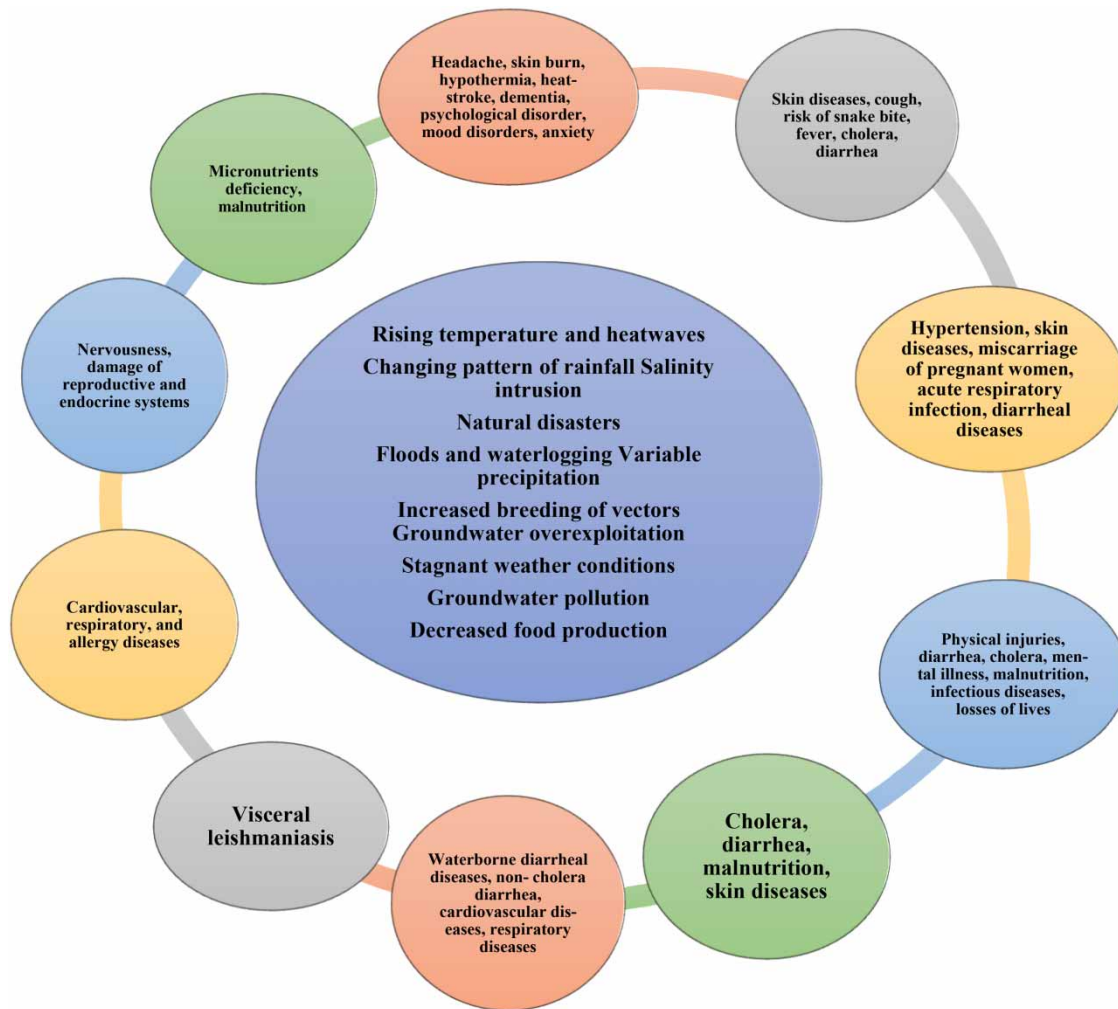 Headache, skin burn,
hypothermia, heat-
stroke, dementia,
psychological disorder,
mood disorders, anxiety
Skin diseases, cough,
risk of snake bite,
fever, cholera,
diarrhea
Hypertension, skin
diseases, miscarriage
of pregnant women,
acute respiratory
infection, diarrheal
diseases
Physical injuries,
diarrhea, cholera, men-
tal illness, malnutrition,
infectious diseases,
losses of lives
Cholera,
diarrhea,
malnutrition,
skin diseases
Waterborne diarrheal
diseases, non- cholera
diarrhea,
cardiovascular dis-
eases, respiratory
diseases
Visceral
leishmaniasis
Cardiovascular,
respiratory, and
allergy diseases
Nervousness,
damage of
reproductive and
endocrine systems
Micronutrients
deficiency,
malnutrition
Rising temperature and heatwaves
Changing pattern of rainfall Salinity
intrusion
Natural disasters
Floods and waterlogging Variable
precipitation
Increased breeding of vectors
Groundwater overexploitation
Stagnant weather conditions
Groundwater pollution
Decreased food production